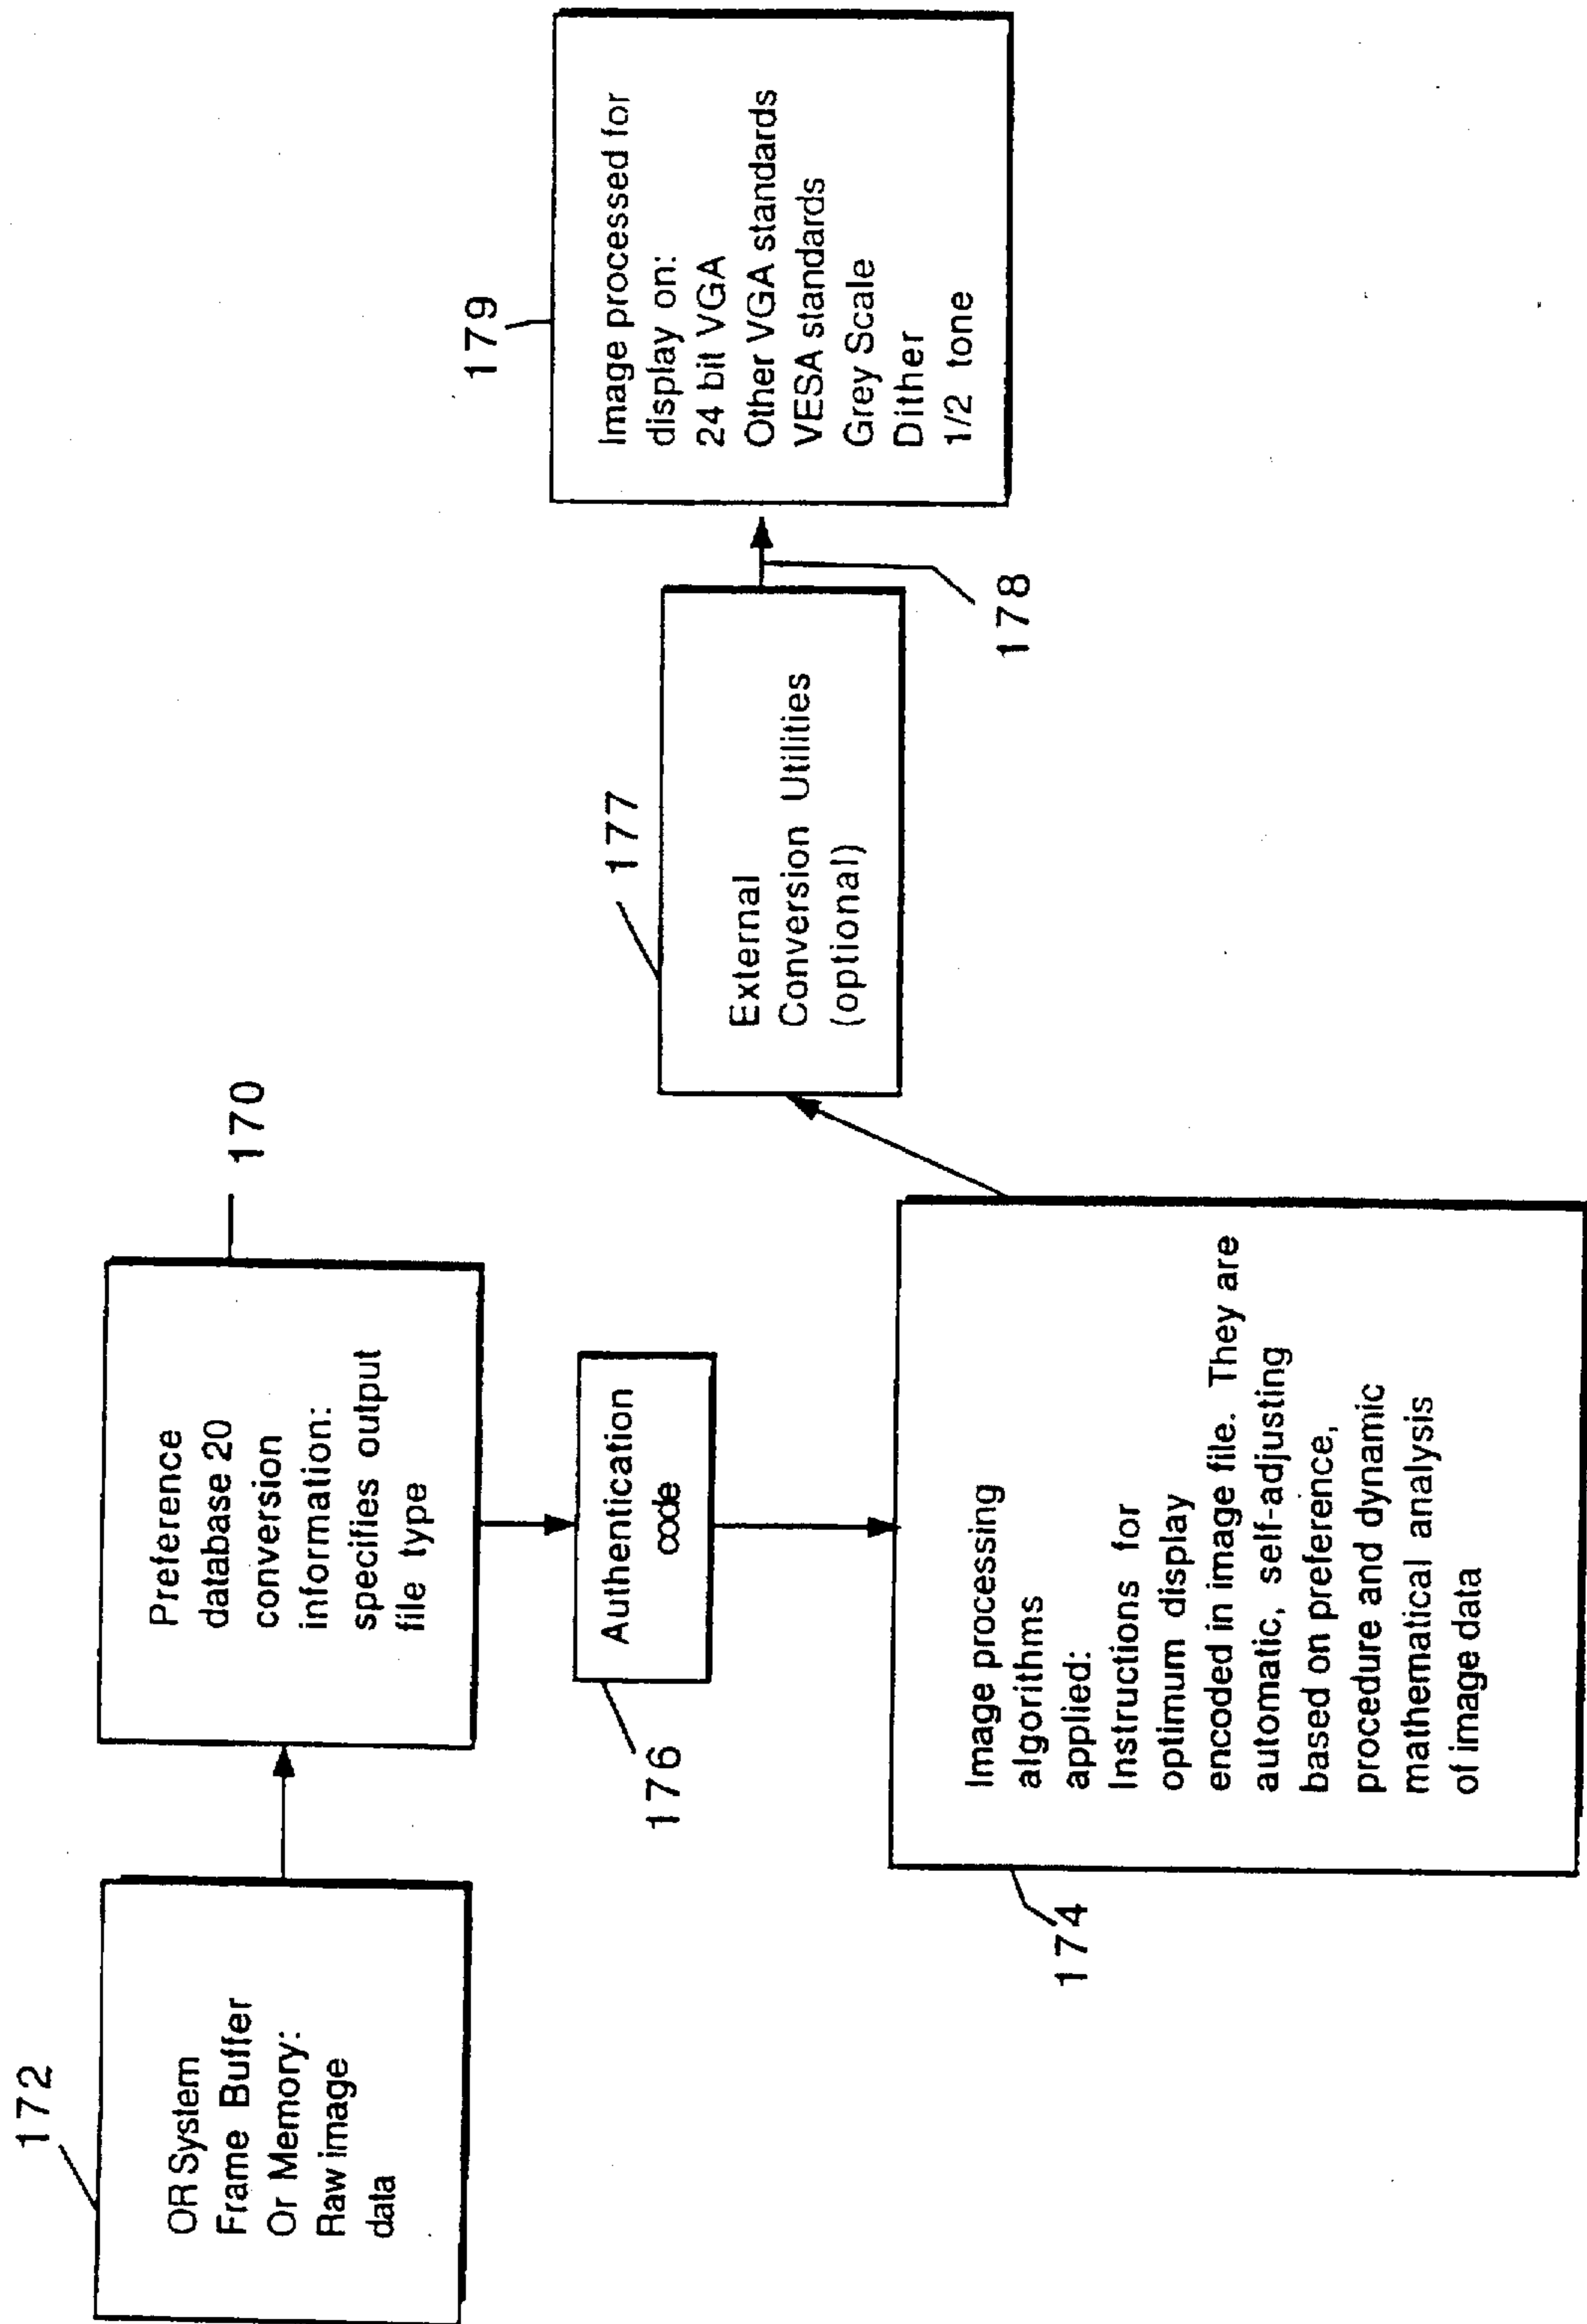 172
OR System
Frame Buffer
Or Memory:
Raw image
data
170
Preference
database 20
conversion
information:
specifies output
file type
176
Authentication
code
174
Image processing
algorithms
applied:
Instructions for
optimum display
encoded in image file. They are
automatic, self-adjusting
based on preference,
procedure and dynamic
mathematical analysis
of image data
177
External
Conversion Utilities
(optional)
178
179
Image processed for
display on:
24 bit VGA
Other VGA standards
VESA standards
Grey Scale
Dither
1/2 tone